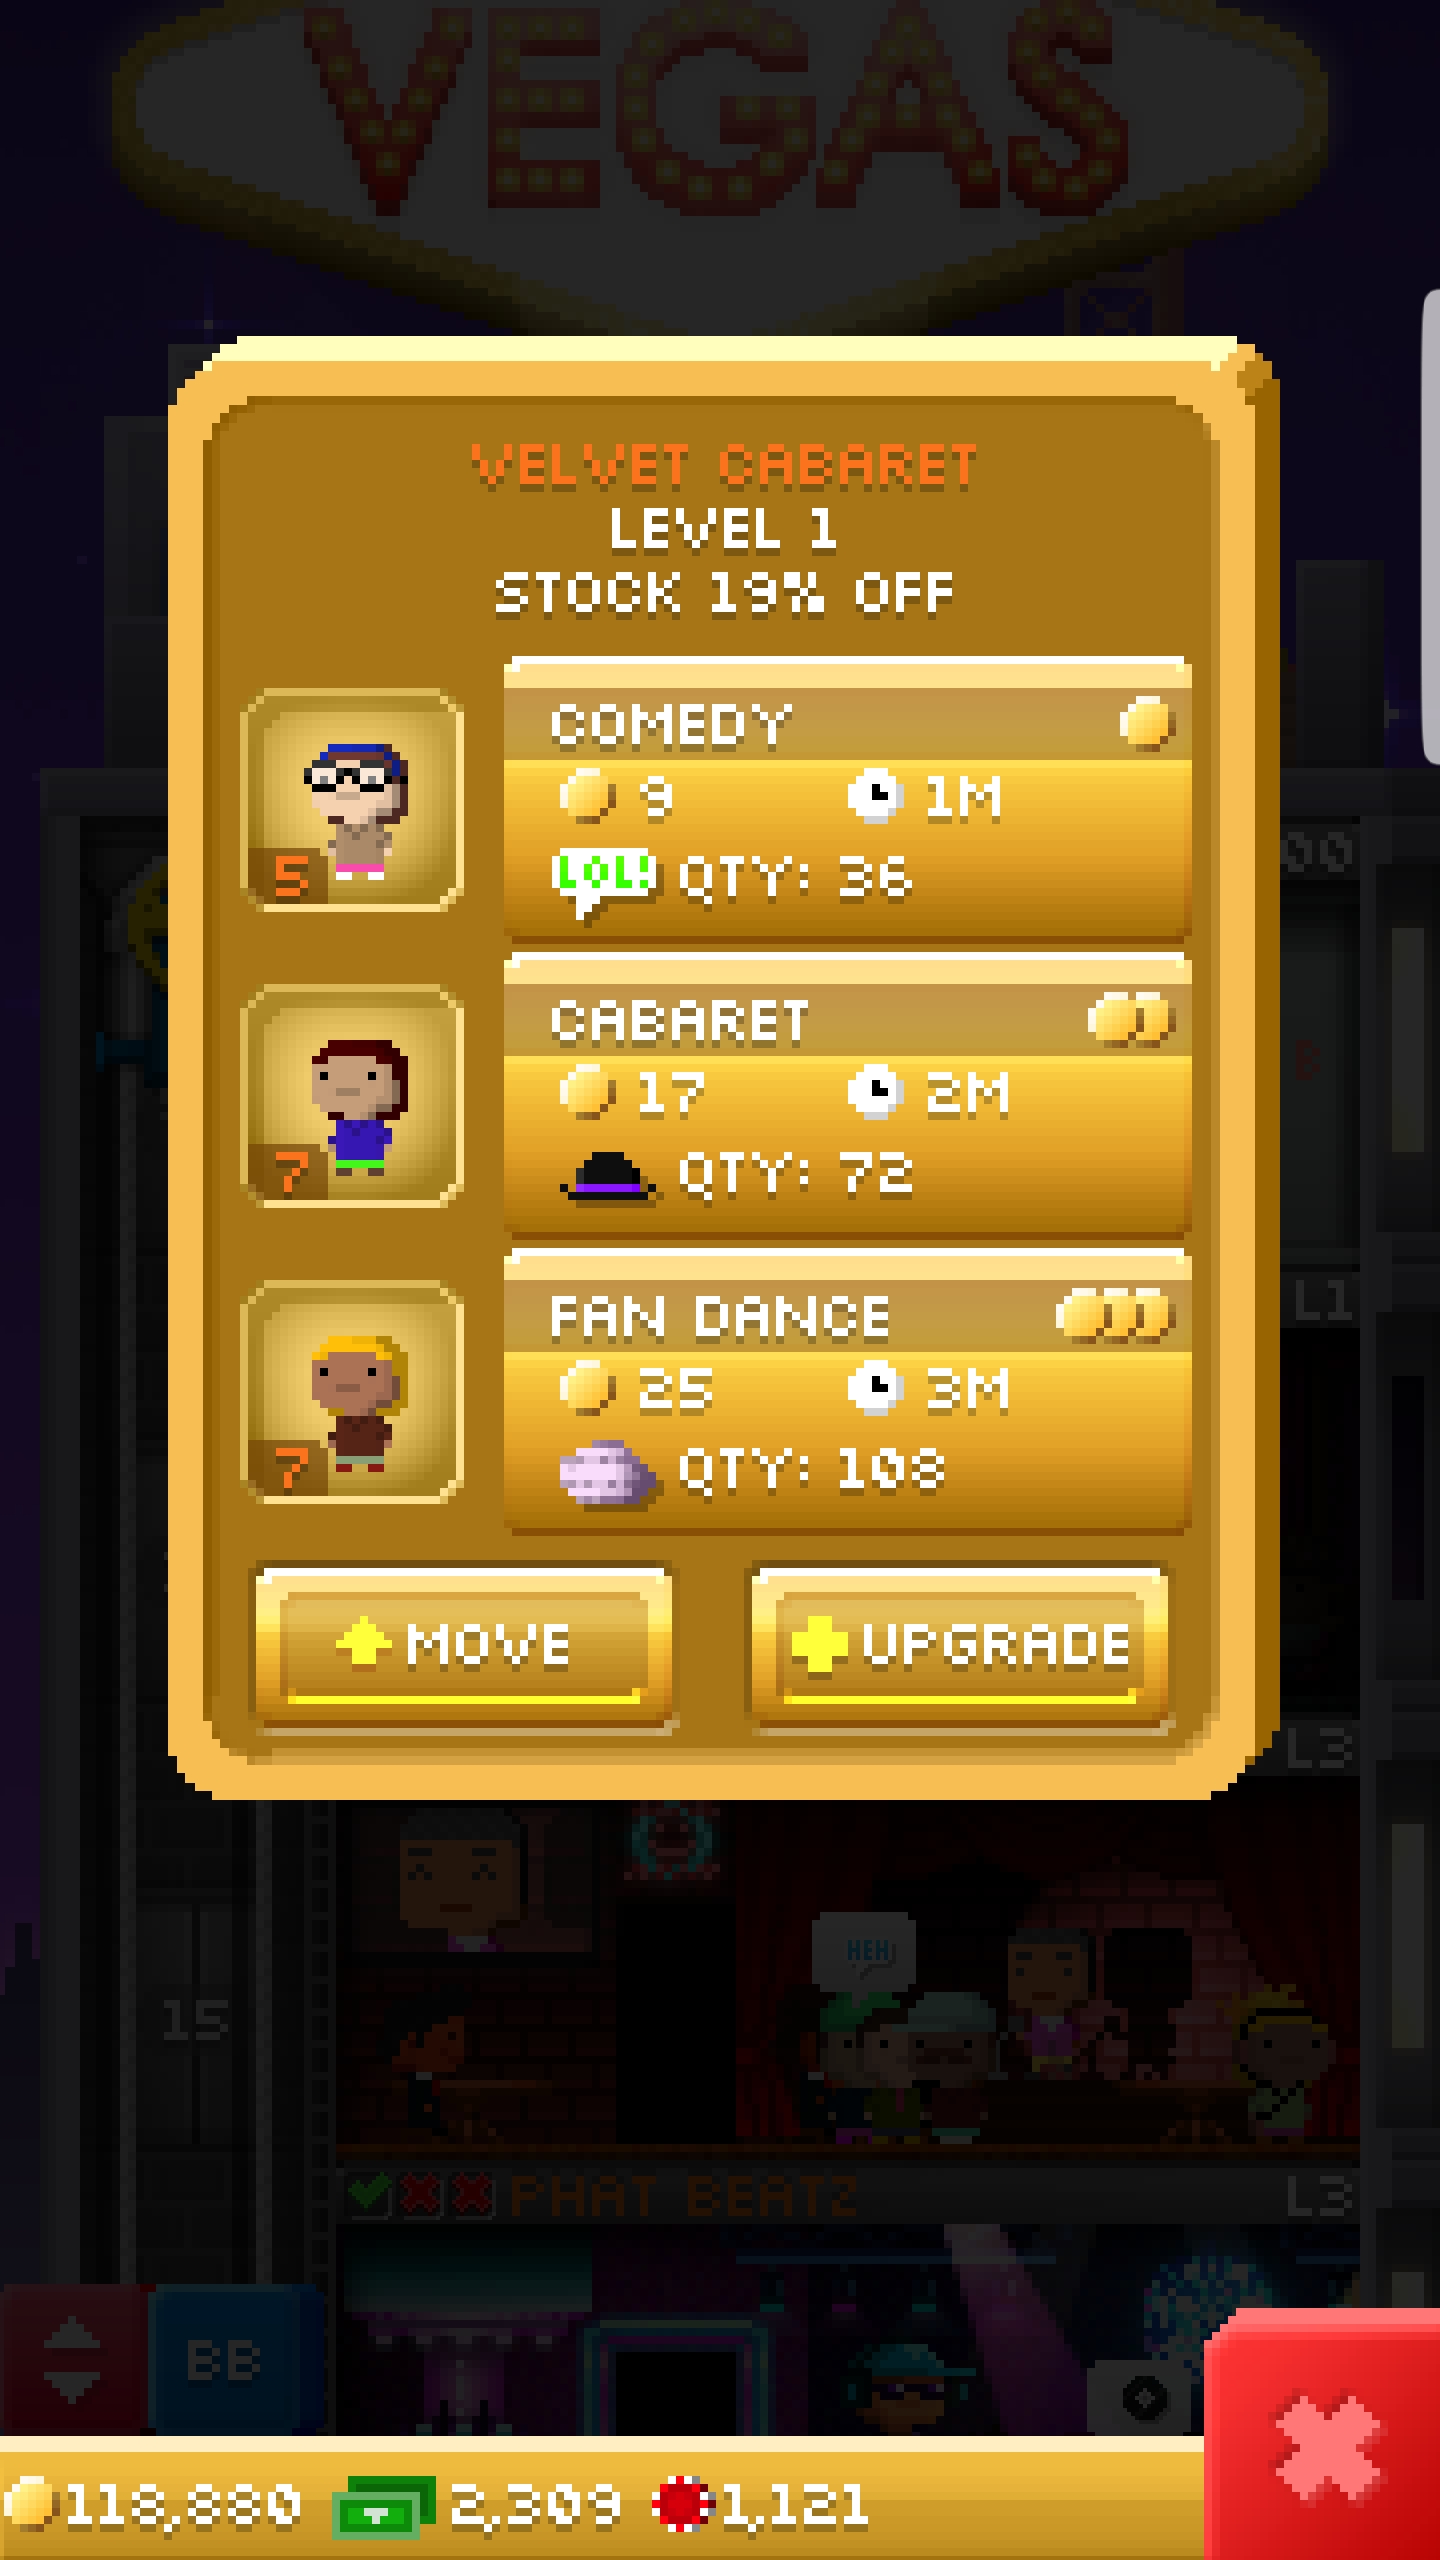 VEGAS
VELVET CABARET
LEVEL 1
STOCK 19% OFF
COMEDY
9 1M
LOL! QTY: 36
5
CABARET
17 2M
QTY: 72
7
FAN DANCE
25 3M
QTY: 108
7
MOVE UPGRADE
L1
L3
HEH
15
PHAT BEATZ L3
BB
118,880 2,309 1,121